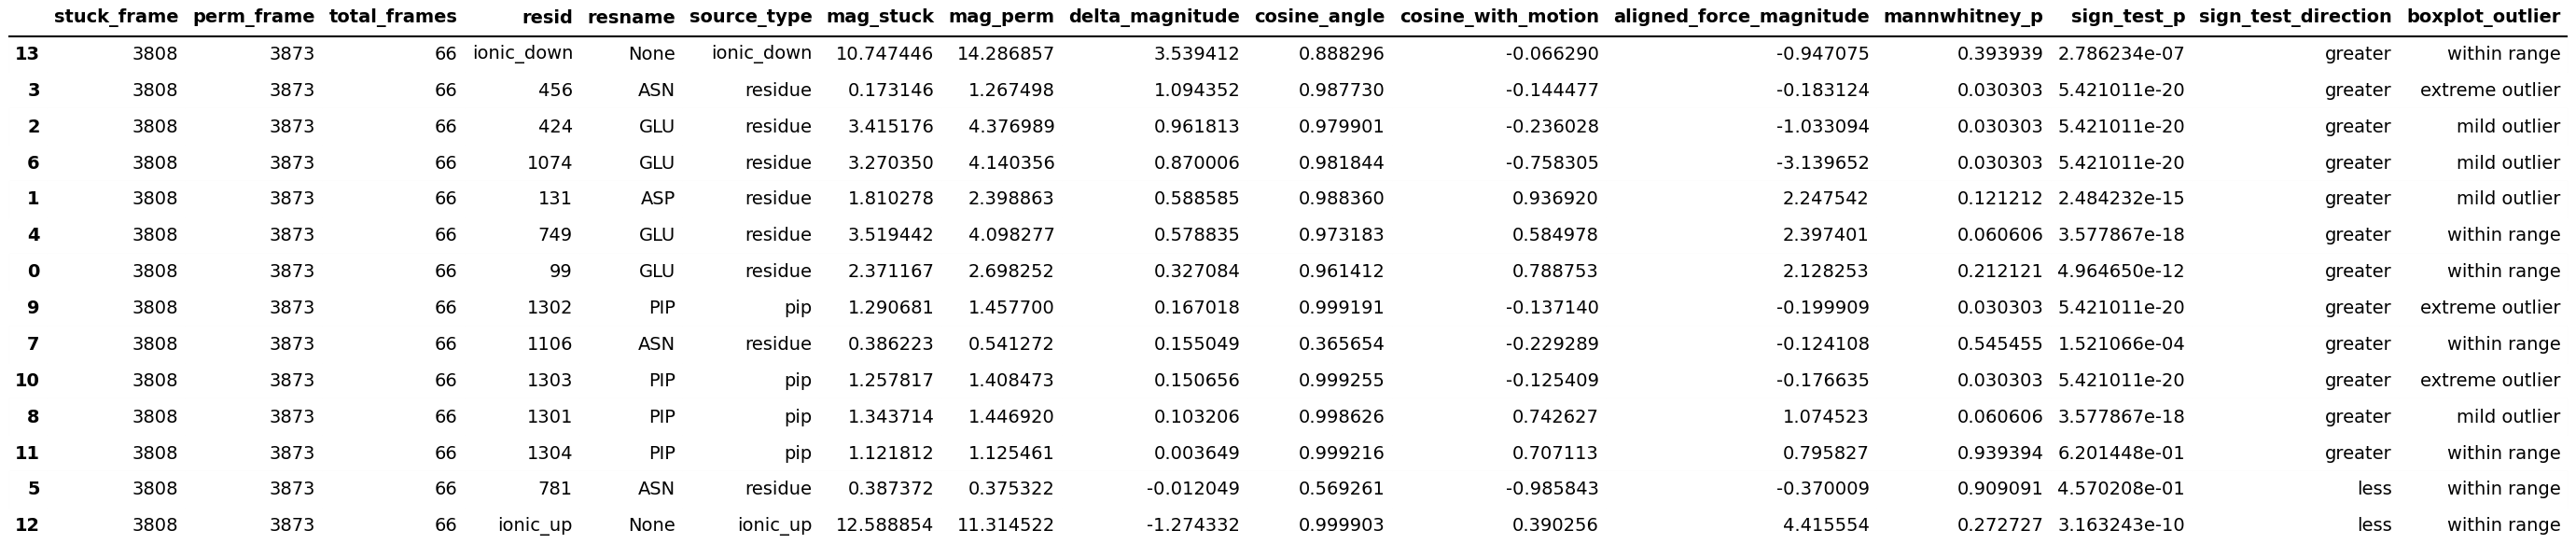 stuck_frame perm_frame total_frames resid resname source_type mag_stuck mag_perm delta_magnitude cosine_angle cosine_with_motion aligned_force_magnitude mannwhitney_p sign_test_p sign_test_direction boxplot_outlier
13 3808 3873 66 ionic_down None ionic_down 10.747446 14.286857 3.539412 0.888296 -0.066290 -0.947075 0.393939 2.786234e-07 greater within range
3 3808 3873 66 456 ASN residue 0.173146 1.267498 1.094352 0.987730 -0.144477 -0.183124 0.030303 5.421011e-20 greater extreme outlier
2 3808 3873 66 424 GLU residue 3.415176 4.376989 0.961813 0.979901 -0.236028 -1.033094 0.030303 5.421011e-20 greater mild outlier
6 3808 3873 66 1074 GLU residue 3.270350 4.140356 0.870006 0.981844 -0.758305 -3.139652 0.030303 5.421011e-20 greater mild outlier
1 3808 3873 66 131 ASP residue 1.810278 2.398863 0.588585 0.988360 0.936920 2.247542 0.121212 2.484232e-15 greater mild outlier
4 3808 3873 66 749 GLU residue 3.519442 4.098277 0.578835 0.973183 0.584978 2.397401 0.060606 3.577867e-18 greater within range
0 3808 3873 66 99 GLU residue 2.371167 2.698252 0.327084 0.961412 0.788753 2.128253 0.212121 4.964650e-12 greater within range
9 3808 3873 66 1302 PIP pip 1.290681 1.457700 0.167018 0.999191 -0.137140 -0.199909 0.030303 5.421011e-20 greater extreme outlier
7 3808 3873 66 1106 ASN residue 0.386223 0.541272 0.155049 0.365654 -0.229289 -0.124108 0.545455 1.521066e-04 greater within range
10 3808 3873 66 1303 PIP pip 1.257817 1.408473 0.150656 0.999255 -0.125409 -0.176635 0.030303 5.421011e-20 greater extreme outlier
8 3808 3873 66 1301 PIP pip 1.343714 1.446920 0.103206 0.998626 0.742627 1.074523 0.060606 3.577867e-18 greater mild outlier
11 3808 3873 66 1304 PIP pip 1.121812 1.125461 0.003649 0.999216 0.707113 0.795827 0.939394 6.201448e-01 greater within range
5 3808 3873 66 781 ASN residue 0.387372 0.375322 -0.012049 0.569261 -0.985843 -0.370009 0.909091 4.570208e-01 less within range
12 3808 3873 66 ionic_up None ionic_up 12.588854 11.314522 -1.274332 0.999903 0.390256 4.415554 0.272727 3.163243e-10 less within range